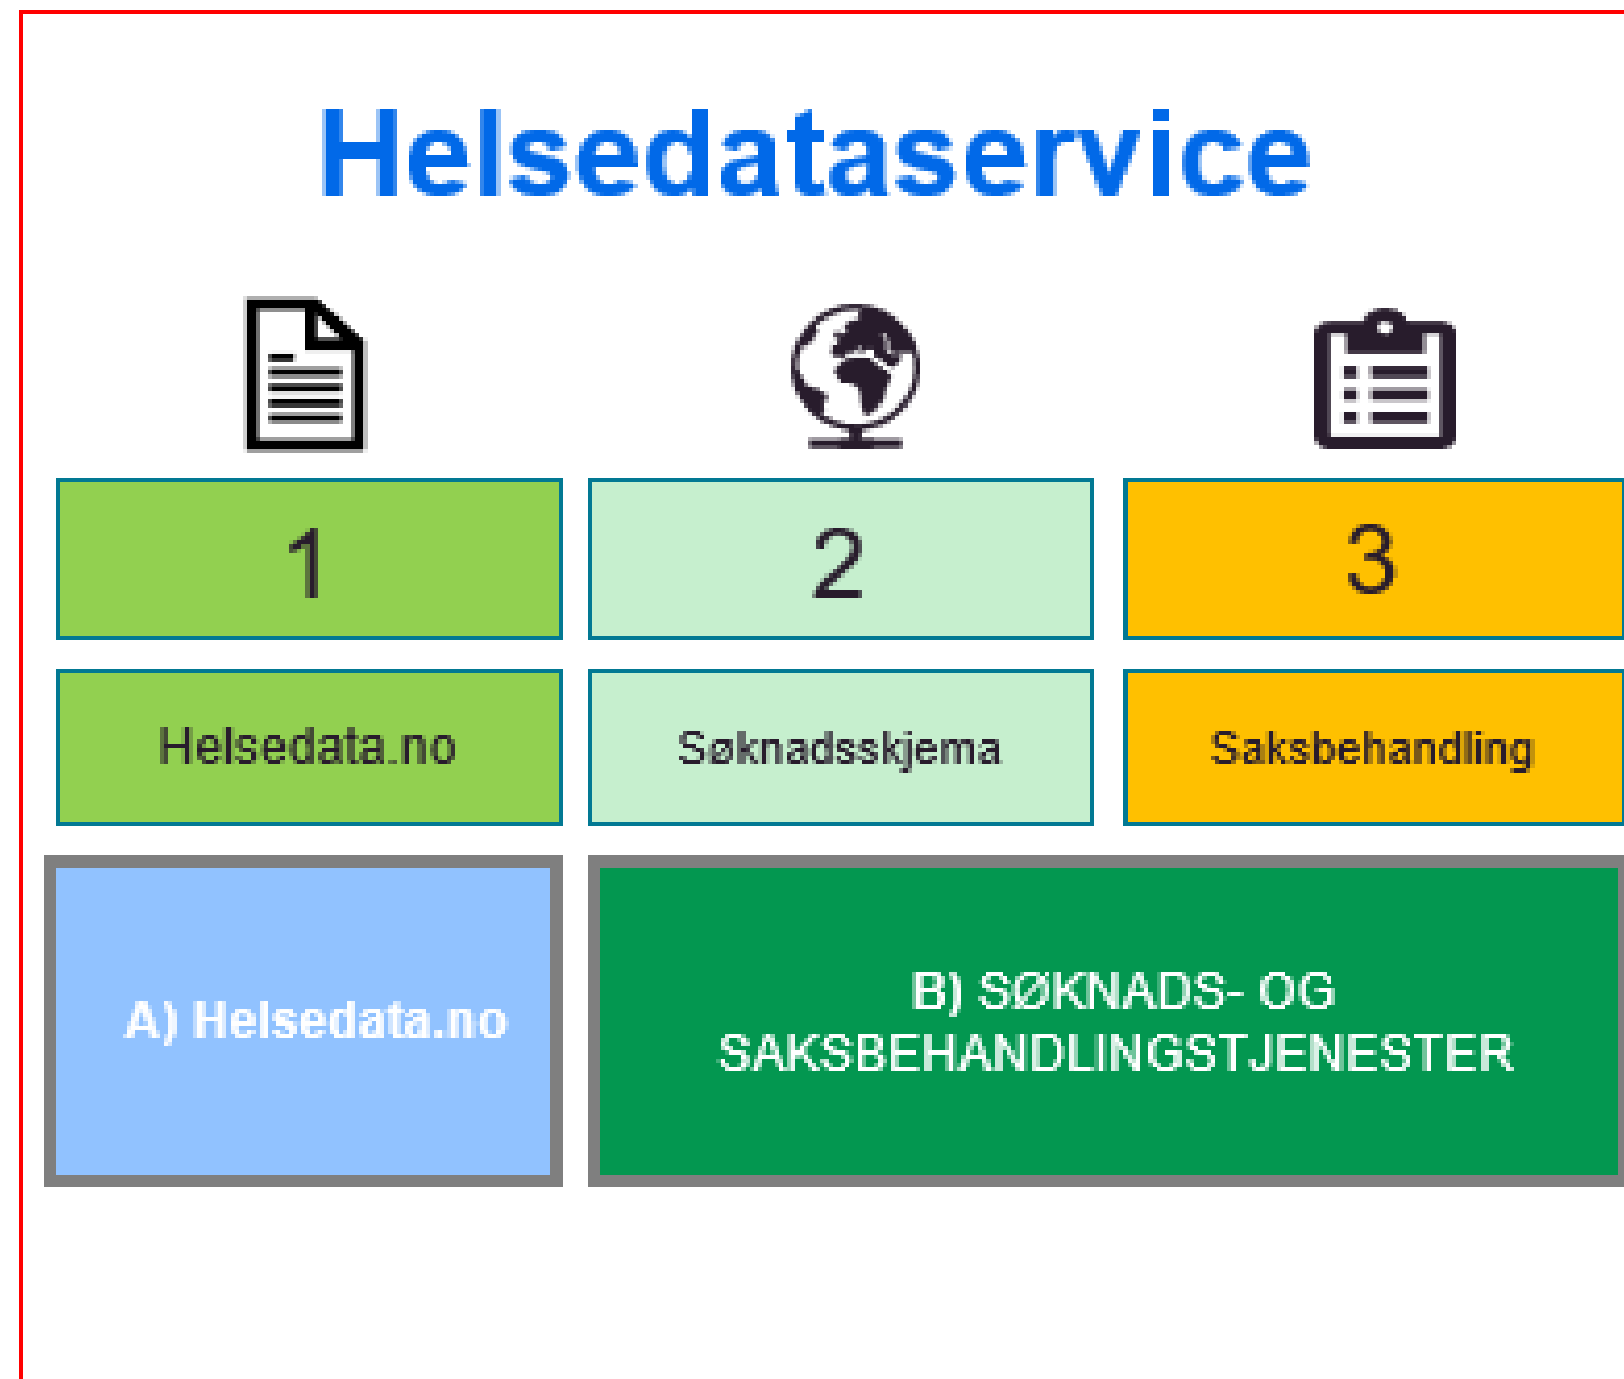 Helsedataservice
1
2
3
Helsedata.no
Søknadsskjema
Saksbehandling
A) Helsedata.no
B) SØKNADS- OG
SAKSBEHANDLINGSTJENESTER